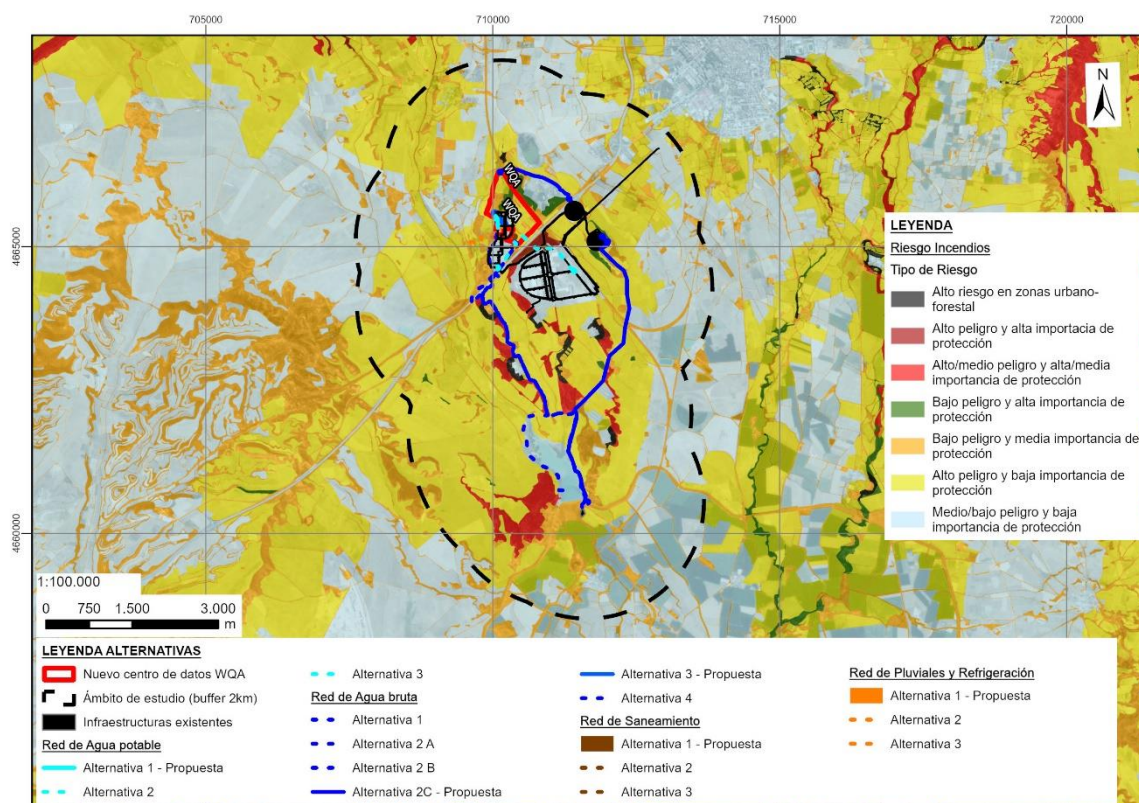 705000
710000
715000
720000
N
WQA
WQA
4665000
4660000
LEYENDA
Riesgo Incendios
Tipo de Riesgo
Alto riesgo en zonas urbano-
forestal
Alto peligro y alta importacia de
protección
Alto/medio peligro y alta/media
importancia de protección
Bajo peligro y alta importancia de
protección
Bajo peligro y media importancia de
protección
Alto peligro y baja importancia de
protección
Medio/bajo peligro y baja
importancia de protección
1:100.000
0 750 1.500 3.000
m
LEYENDA ALTERNATIVAS
Nuevo centro de datos WQA
Ámbito de estudio (buffer 2km)
Infraestructuras existentes
Red de Agua potable
Alternativa 1 - Propuesta
Alternativa 2
Alternativa 3
Red de Agua bruta
Alternativa 1
Alternativa 2 A
Alternativa 2 B
Alternativa 2C - Propuesta
Alternativa 3 - Propuesta
Alternativa 4
Red de Saneamiento
Alternativa 1 - Propuesta
Alternativa 2
Alternativa 3
Red de Pluviales y Refrigeración
Alternativa 1 - Propuesta
Alternativa 2
Alternativa 3